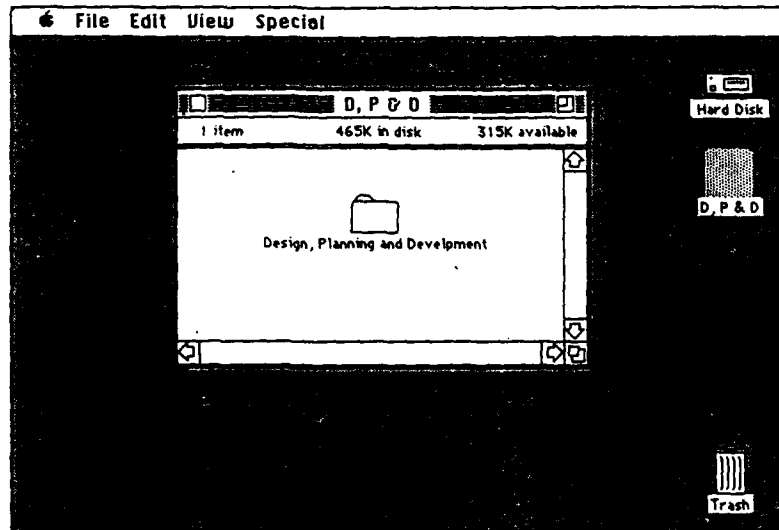 File Edit View Special
D, P & D
1 item 465K in disk 315K available
Design, Planning and Develpment
Hard Disk
D, P & D
Trash